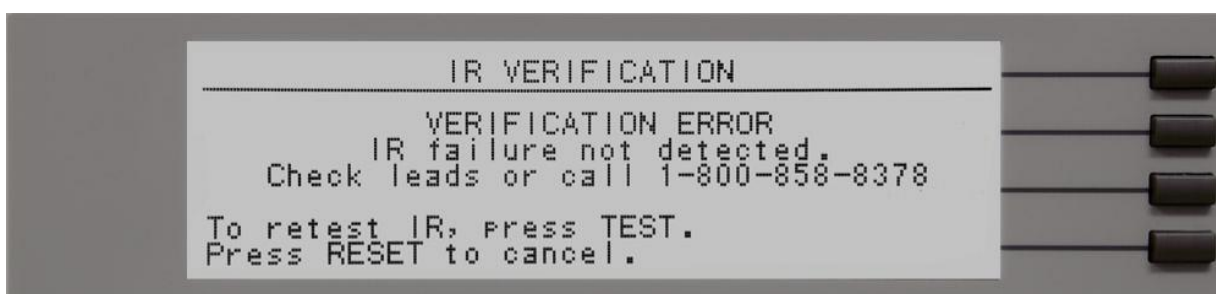 IR VERIFICATION
VERIFICATION ERROR
IR failure not detected.
Check leads or call 1-800-858-8378
To retest IR, press TEST.
Press RESET to cancel.